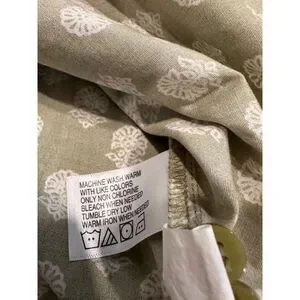 MACHINE WASH WARM
WITH LIKE COLORS
ONLY NON CHLORINE
BLEACH WHEN NEEDED
TUMBLE DRY LOW
WARM IRON WHEN NEEDED